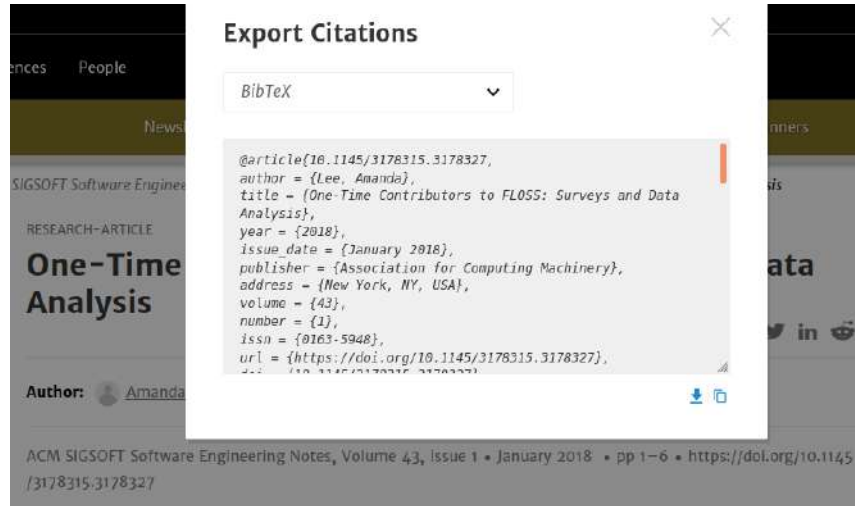 Export Citations
ences People
BibTeX
Newsl
nners
@article{10.1145/3178315.3178327,
author = {Lee, Amanda},
title = {One-Time Contributors to FLOSS: Surveys and Data
Analysis},
year = {2018},
issue_date = {January 2018},
publisher = {Association for Computing Machinery},
address = {New York, NY, USA},
volume = {43},
number = {1},
issn = {0163-5948},
url = {https://doi.org/10.1145/3178315.3178327},
SIGSOFT Software Enginee
sis
RESEARCH-ARTICLE
One-Time
ata
Analysis
in
Author: Amanda
ACM SIGSOFT Software Engineering Notes, Volume 43, Issue 1 • January 2018 • pp 1–6 • https://doi.org/10.1145
/3178315.3178327